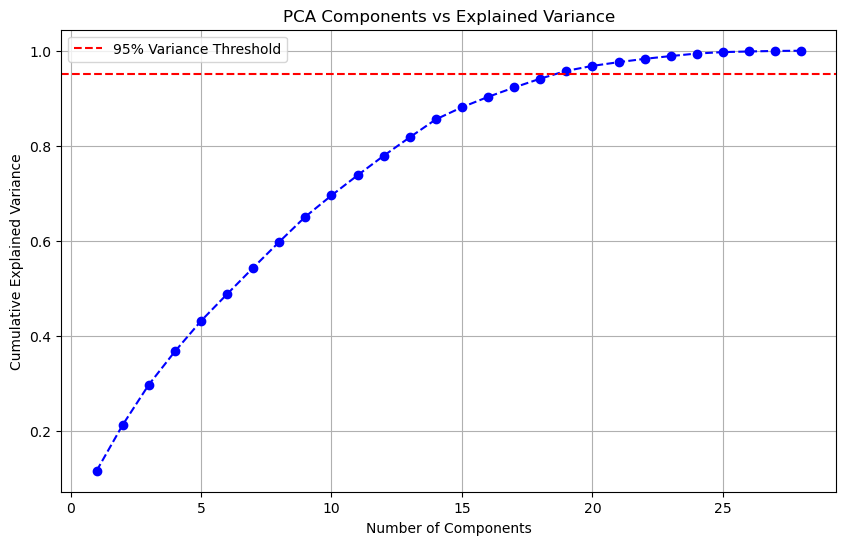 PCA Components vs Explained Variance
95% Variance Threshold
Cumulative Explained Variance
1.0
0.8
0.6
0.4
0.2
0 5 10 15 20 25
Number of Components